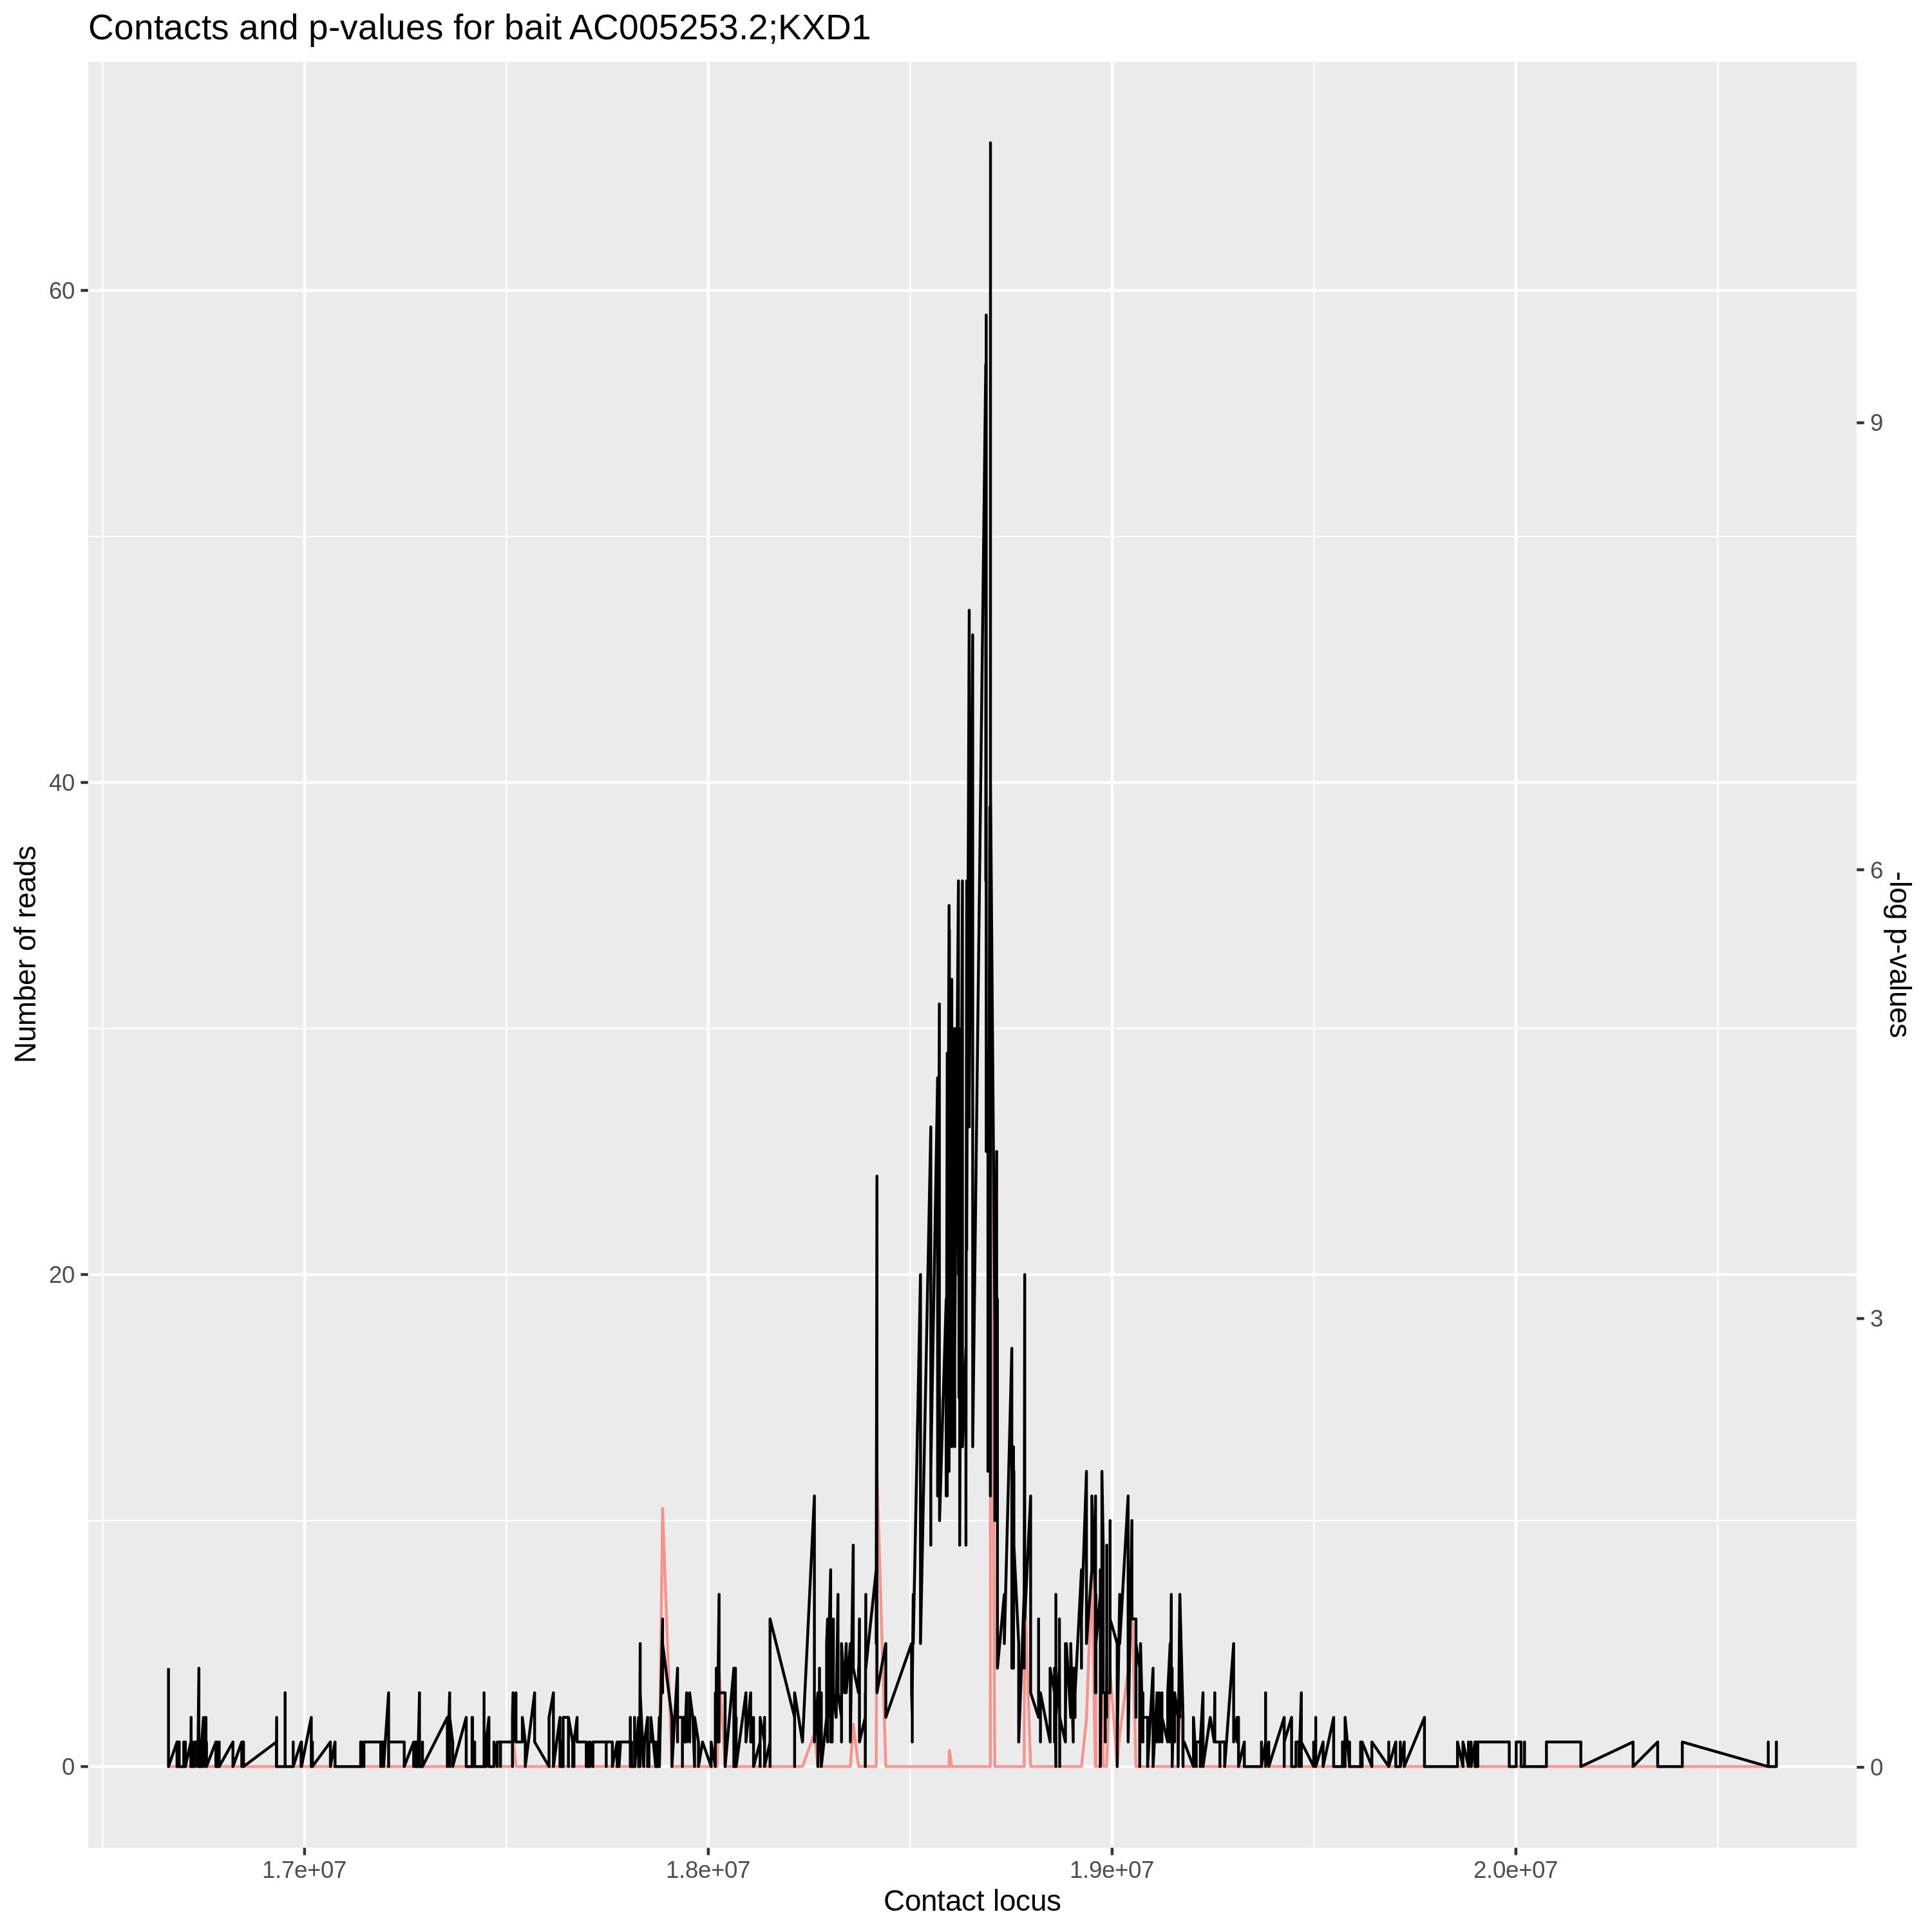 Contacts and p-values for bait AC005253.2;KXD1
60
40
20
0
Number of reads
9
6
3
0
-log p-values
1.7e+07
1.8e+07
1.9e+07
2.0e+07
Contact locus